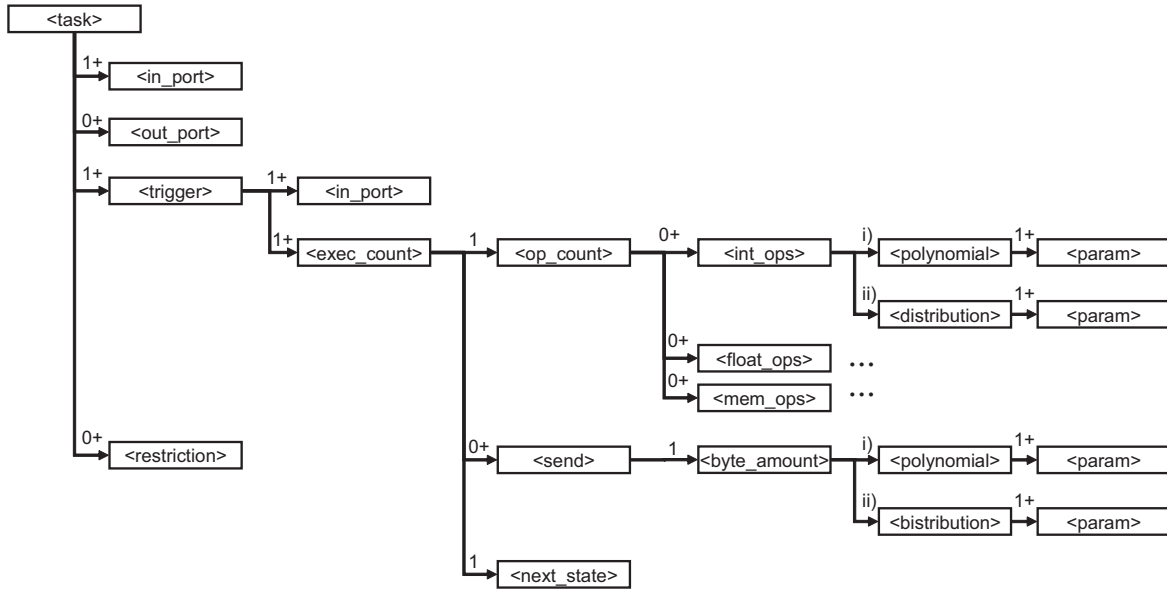 <task>
1+
<in_port>
0+
<out_port>
1+
<trigger>
1+
<in_port>
1+
<exec_count>
1
<op_count>
0+
<int_ops>
i)
<polynomial>
1+
<param>
ii)
<distribution>
1+
<param>
0+
<float_ops>
...
0+
<mem_ops>
...
0+
<restriction>
0+
<send>
1
<byte_amount>
i)
<polynomial>
1+
<param>
ii)
<bistribution>
1+
<param>
1
<next_state>